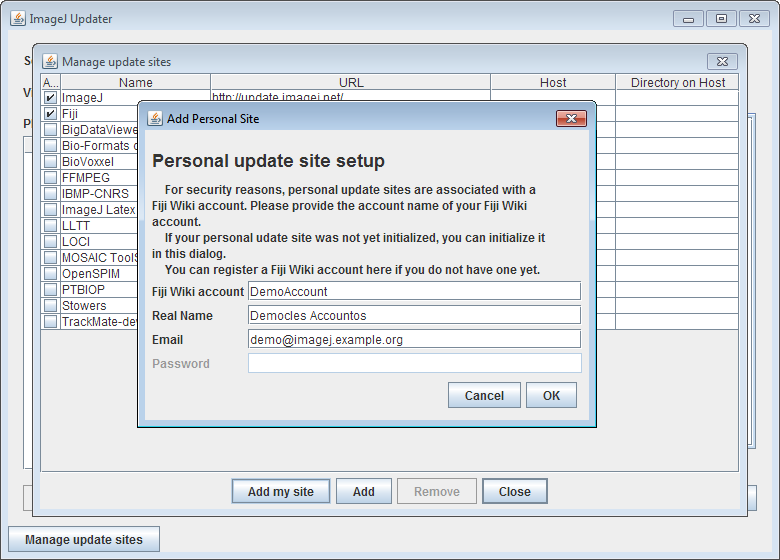 ImageJ Updater
Manage update sites
A... Name URL Host Directory on Host
ImageJ http://update.imagej.net/
Fiji
BigDataViewe
Bio-Formats
BioVoxxel
FFMPEG
IBMP-CNRS
ImageJ Latex
LLTT
LOCI
MOSAIC ToolS
OpenSPIM
PTBIOP
Stowers
TrackMate-dev
Add Personal Site
Personal update site setup
For security reasons, personal update sites are associated with a
Fiji Wiki account. Please provide the account name of your Fiji Wiki
account.
If your personal udate site was not yet initialized, you can initialize it
in this dialog.
You can register a Fiji Wiki account here if you do not have one yet.
Fiji Wiki account DemoAccount
Real Name Democles Accountos
Email demo@imagej.example.org
Password
Cancel OK
Add my site Add Remove Close
Manage update sites